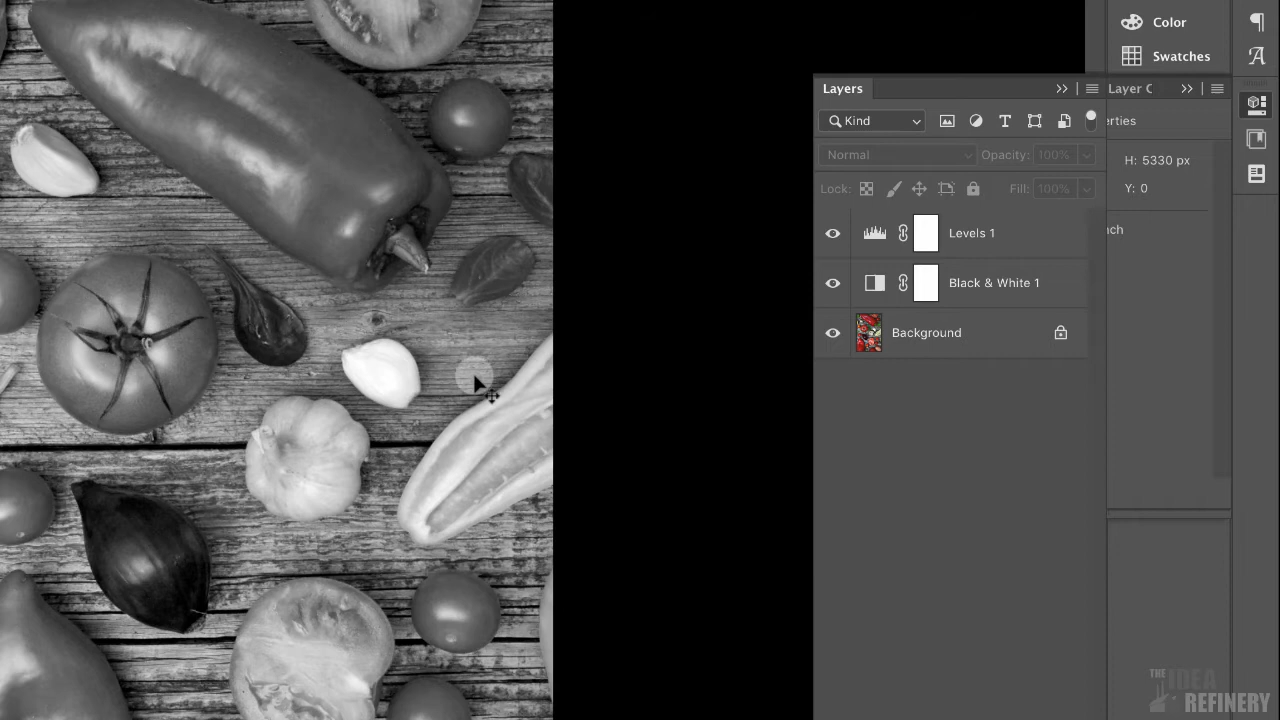 Color
Swatches
Layers
Layer C
Kind
erties
Normal
Opacity: 100%
H: 5330 px
Lock:
Fill: 100%
Y: 0
Levels 1
nch
Black & White 1
Background
THE IDEA
REFINERY